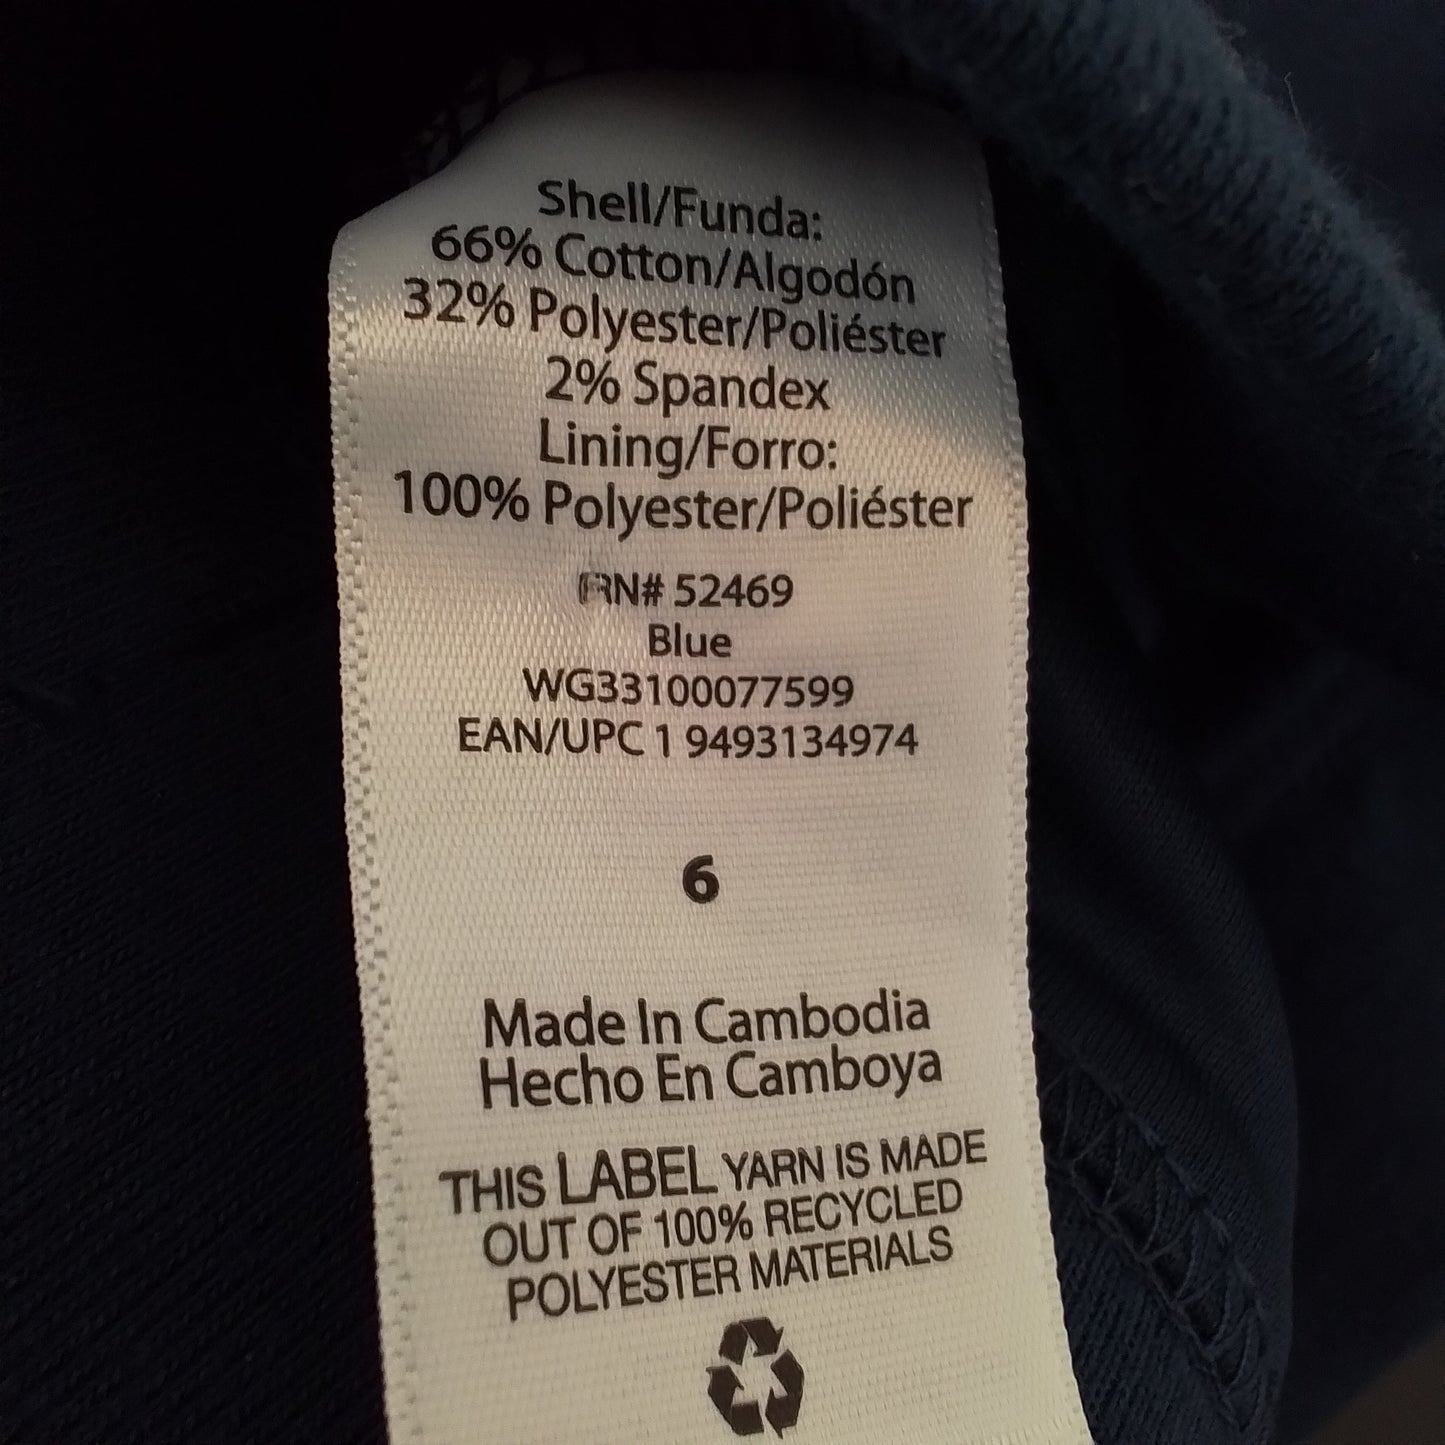 Shell/Funda:
66% Cotton/Algodón
32% Polyester/Poliéster
2% Spandex
Lining/Forro:
100% Polyester/Poliéster
RN# 52469
Blue
WG33100077599
EAN/UPC 1 9493134974
6
Made In Cambodia
Hecho En Camboya
THIS LABEL YARN IS MADE
OUT OF 100% RECYCLED
POLYESTER MATERIALS